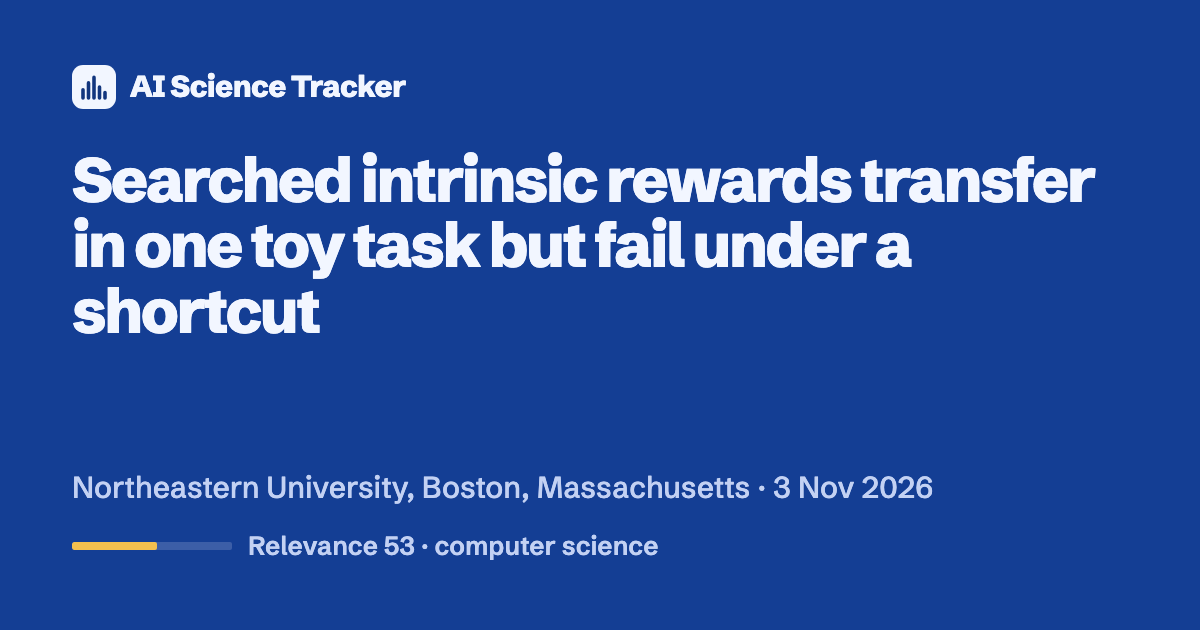 AI Science Tracker
Searched intrinsic rewards transfer
in one toy task but fail under a
shortcut
Northeastern University, Boston, Massachusetts · 3 Nov 2026
Relevance 53 · computer science